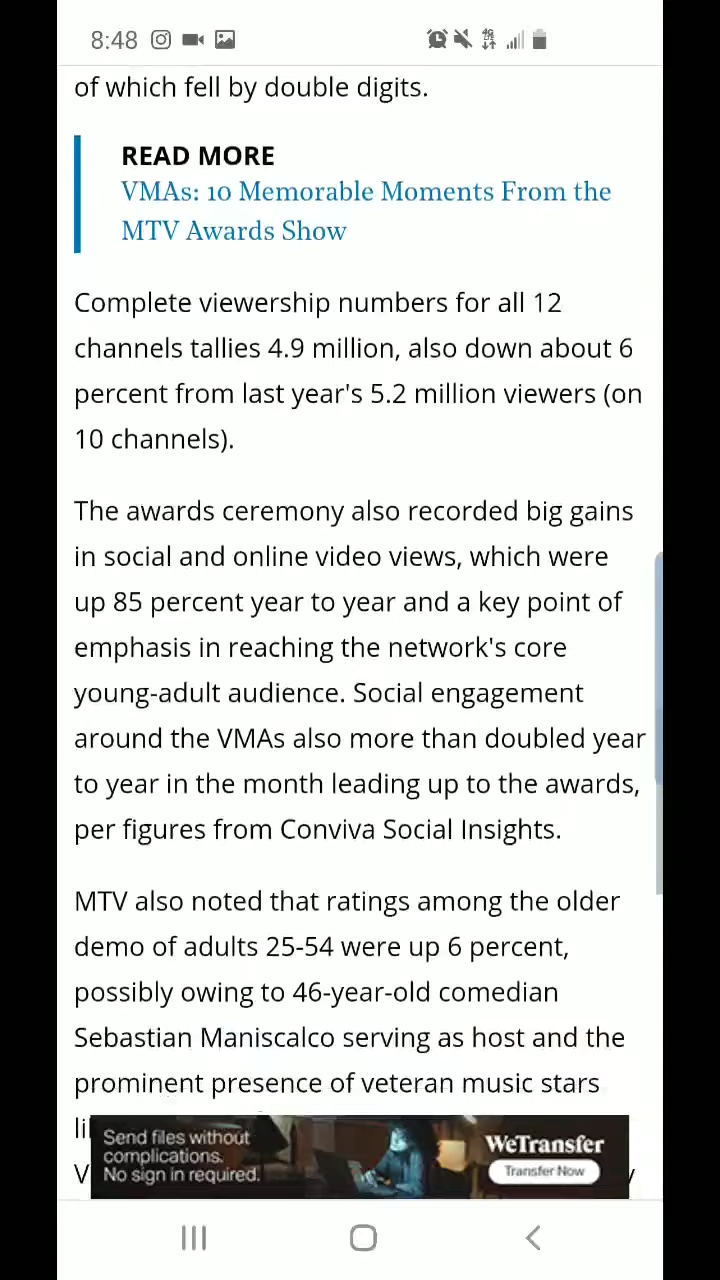 8:48
of which fell by double digits.
READ MORE
VMAs: 10 Memorable Moments From the
MTV Awards Show
Complete viewership numbers for all 12
channels tallies 4.9 million, also down about 6
percent from last year's 5.2 million viewers (on
10 channels).
The awards ceremony also recorded big gains
in social and online video views, which were
up 85 percent year to year and a key point of
emphasis in reaching the network's core
young-adult audience. Social engagement
around the VMAs also more than doubled year
to year in the month leading up to the awards,
per figures from Conviva Social Insights.
MTV also noted that ratings among the older
demo of adults 25-54 were up 6 percent,
possibly owing to 46-year-old comedian
Sebastian Maniscalco serving as host and the
prominent presence of veteran music stars
Send files without
complications.
No sign in required.
WeTransfer
Transfer Now